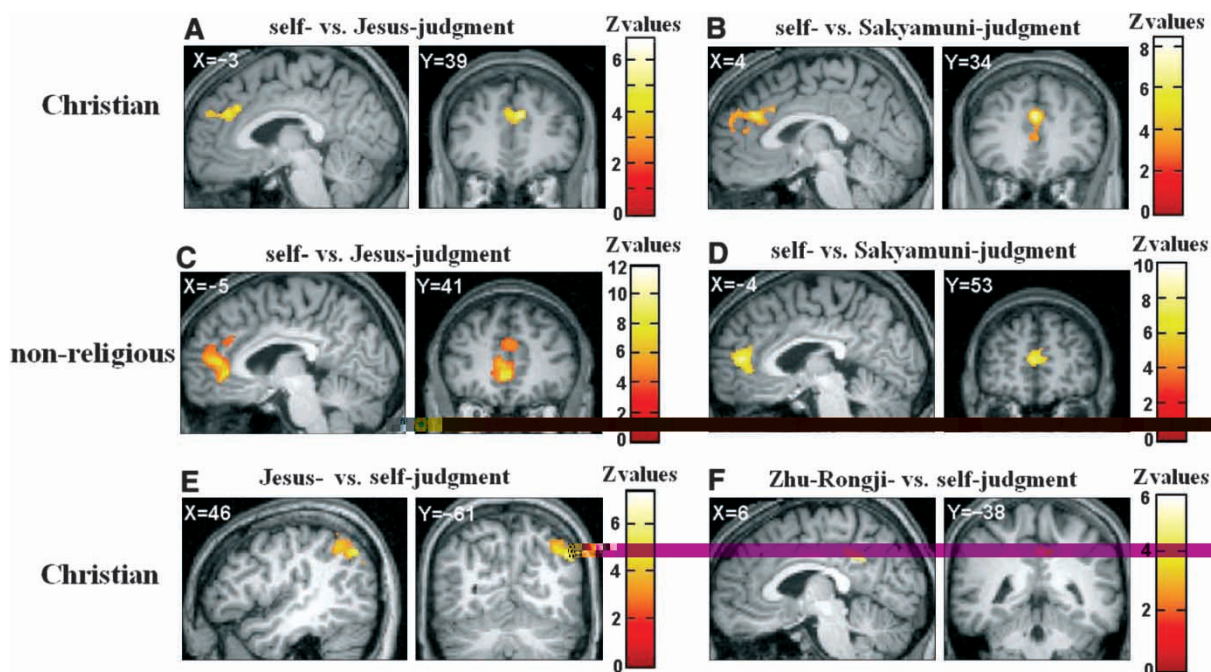 A self- vs. Jesus-judgment Zvalues
B self- vs. Sakyamuni-judgment Zvalues
X=-3 Y=39 6 4 2 0
X=4 Y=34 8 6 4 2 0
Christian
C self- vs. Jesus-judgment Zvalues
D self- vs. Sakyamuni-judgment Zvalues
X=-5 Y=41 12 10 8 6 4 2 0
X=-4 Y=53 10 8 6 4 2 0
non-religious
E Jesus- vs. self-judgment Zvalues
F Zhu-Rongji- vs. self-judgment Zvalues
X=46 Y=-61 6 4 2 0
X=6 Y=-38 6 4 2 0
Christian